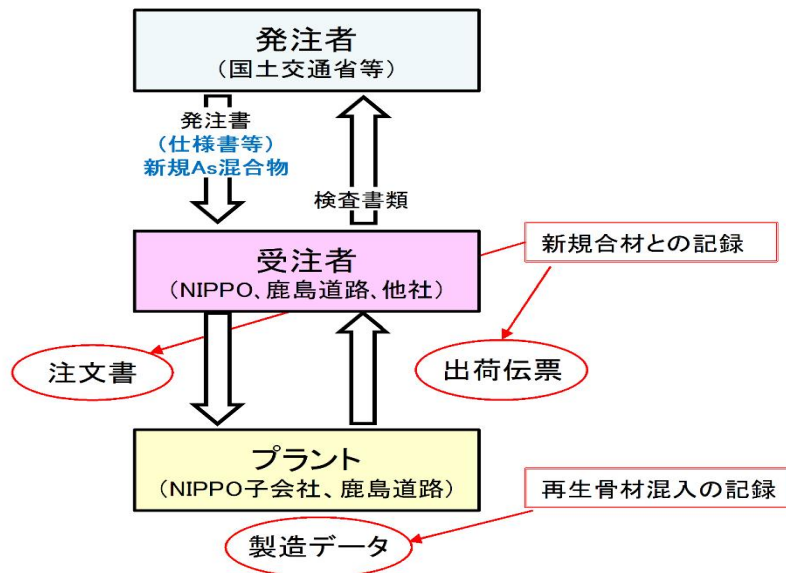 発注者
（国土交通省等）
発注書
（仕様書等）
新規As混合物
検査書類
受注者
（NIPPO、鹿島道路、他社）
新規合材との記録
注文書
出荷伝票
プラント
（NIPPO子会社、鹿島道路）
再生骨材混入の記録
製造データ